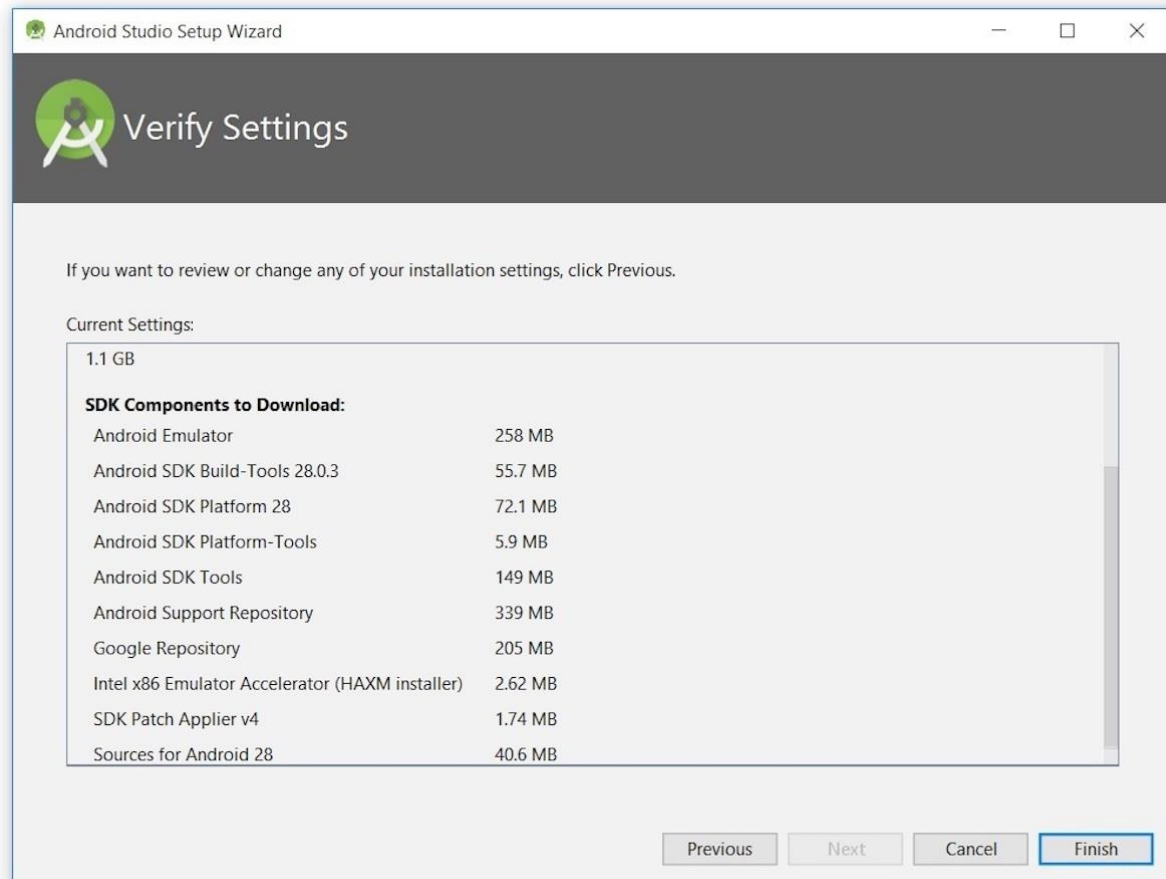 Android Studio Setup Wizard
Verify Settings
If you want to review or change any of your installation settings, click Previous.
Current Settings:
1.1 GB
SDK Components to Download:
Android Emulator 258 MB
Android SDK Build-Tools 28.0.3 55.7 MB
Android SDK Platform 28 72.1 MB
Android SDK Platform-Tools 5.9 MB
Android SDK Tools 149 MB
Android Support Repository 339 MB
Google Repository 205 MB
Intel x86 Emulator Accelerator (HAXM installer) 2.62 MB
SDK Patch Applier v4 1.74 MB
Sources for Android 28 40.6 MB
Previous Next Cancel Finish